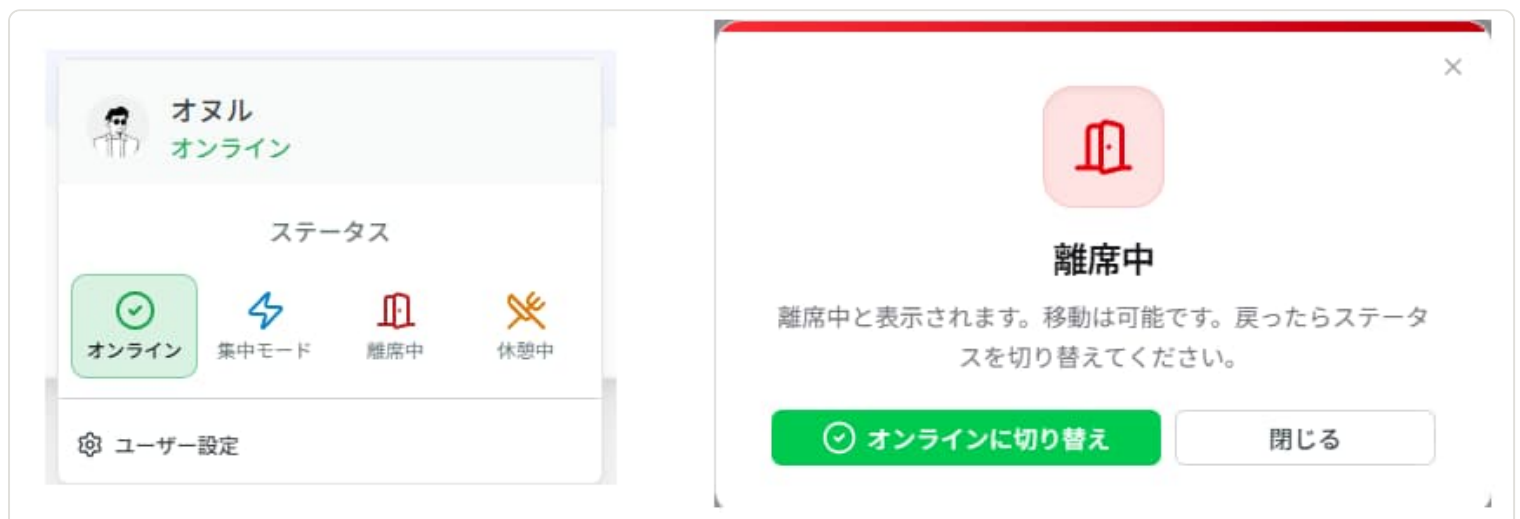 オヌル
オンライン
ステータス
オンライン 集中モード 離席中 休憩中
ユーザー設定
離席中
離席中と表示されます。移動は可能です。戻ったらステータ
スを切り替えてください。
オンラインに切り替え 閉じる